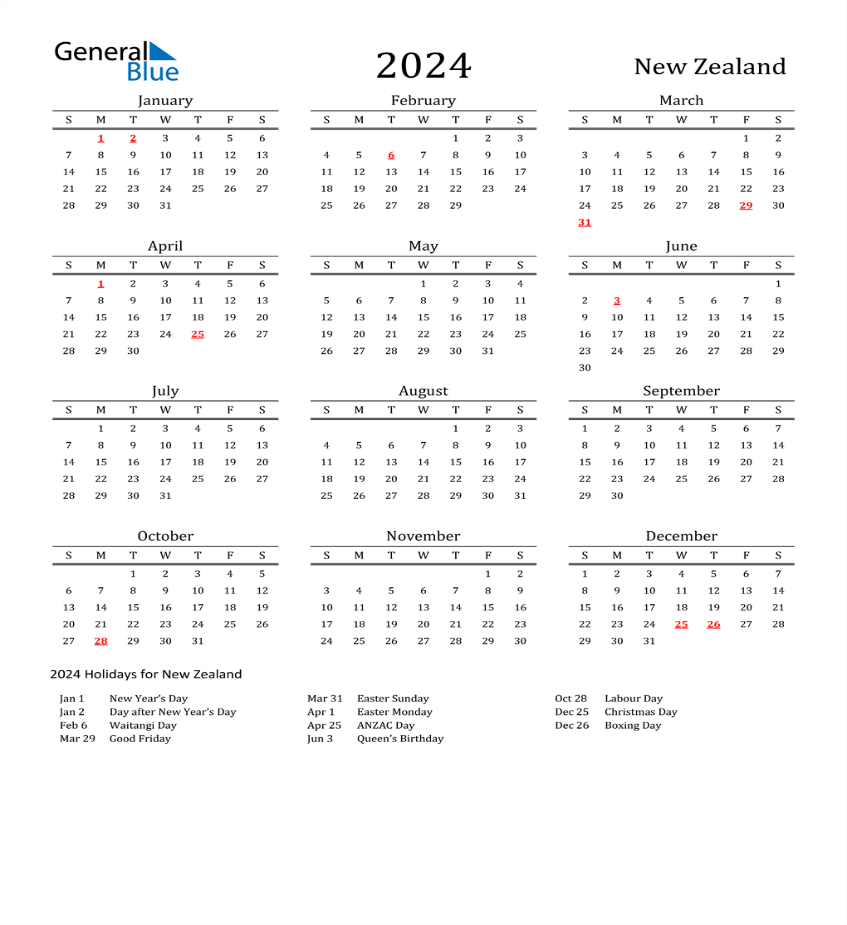 General
Blue
2024
New Zealand
January February March
S M T W T F S S M T W T F S S M T W T F S
1 2 3 4 5 6 1 2 3 1 2
7 8 9 10 11 12 13 4 5 6 7 8 9 10 3 4 5 6 7 8 9
14 15 16 17 18 19 20 11 12 13 14 15 16 17 10 11 12 13 14 15 16
21 22 23 24 25 26 27 18 19 20 21 22 23 24 17 18 19 20 21 22 23
28 29 30 31 25 26 27 28 29 24 25 26 27 28 29 30
31
April May June
S M T W T F S S M T W T F S S M T W T F S
1 2 3 4 5 6 1 2 3 4 1
7 8 9 10 11 12 13 5 6 7 8 9 10 11 2 3 4 5 6 7 8
14 15 16 17 18 19 20 12 13 14 15 16 17 18 9 10 11 12 13 14 15
21 22 23 24 25 26 27 19 20 21 22 23 24 25 16 17 18 19 20 21 22
28 29 30 26 27 28 29 30 31 23 24 25 26 27 28 29
30
July August September
S M T W T F S S M T W T F S S M T W T F S
1 2 3 4 5 6 1 2 3 1 2 3 4 5 6 7
7 8 9 10 11 12 13 4 5 6 7 8 9 10 8 9 10 11 12 13 14
14 15 16 17 18 19 20 11 12 13 14 15 16 17 15 16 17 18 19 20 21
21 22 23 24 25 26 27 18 19 20 21 22 23 24 22 23 24 25 26 27 28
28 29 30 31 25 26 27 28 29 30 31 29 30
October November December
S M T W T F S S M T W T F S S M T W T F S
1 2 3 4 5 1 2 1 2 3 4 5 6 7
6 7 8 9 10 11 12 3 4 5 6 7 8 9 8 9 10 11 12 13 14
13 14 15 16 17 18 19 10 11 12 13 14 15 16 15 16 17 18 19 20 21
20 21 22 23 24 25 26 17 18 19 20 21 22 23 22 23 24 25 26 27 28
27 28 29 30 31 24 25 26 27 28 29 30 29 30 31
2024 Holidays for New Zealand
Jan 1 New Year's Day Mar 31 Easter Sunday Oct 28 Labour Day
Jan 2 Day after New Year's Day Apr 1 Easter Monday Dec 25 Christmas Day
Feb 6 Waitangi Day Apr 25 ANZAC Day Dec 26 Boxing Day
Mar 29 Good Friday Jun 3 Queen's Birthday